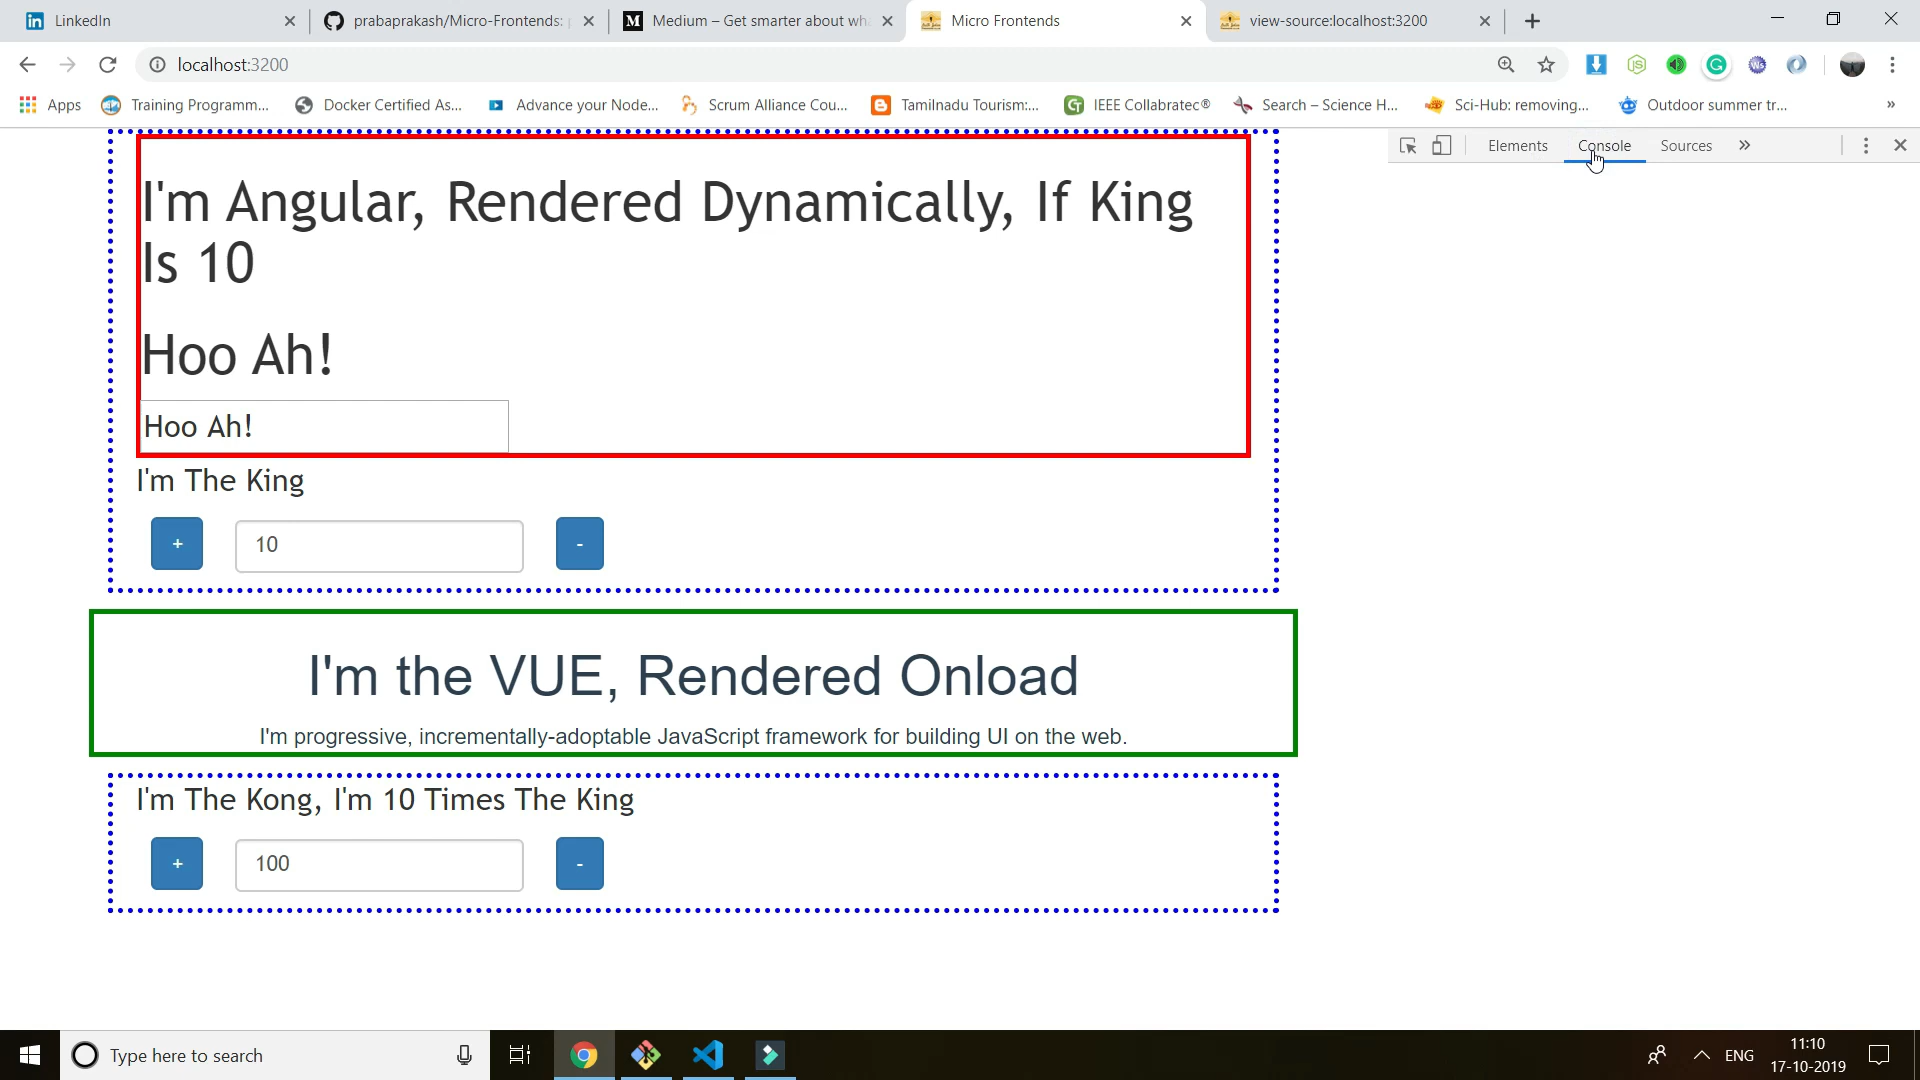 LinkedIn
prabaprakash/Micro-Frontends:
Medium – Get smarter about wha
Micro Frontends
view-source:localhost:3200
localhost:3200
Apps
Training Programm...
Docker Certified As...
Advance your Node...
Scrum Alliance Cou...
Tamilnadu Tourism:...
IEEE Collabratec®
Search – Science H...
Sci-Hub: removing...
Outdoor summer tr...
»
Elements
Console
Sources
»
I'm Angular, Rendered Dynamically, If King
Is 10
Hoo Ah!
Hoo Ah!
I'm The King
+
10
-
I'm the VUE, Rendered Onload
I'm progressive, incrementally-adoptable JavaScript framework for building UI on the web.
I'm The Kong, I'm 10 Times The King
+
100
-
Type here to search
ENG
11:10
17-10-2019